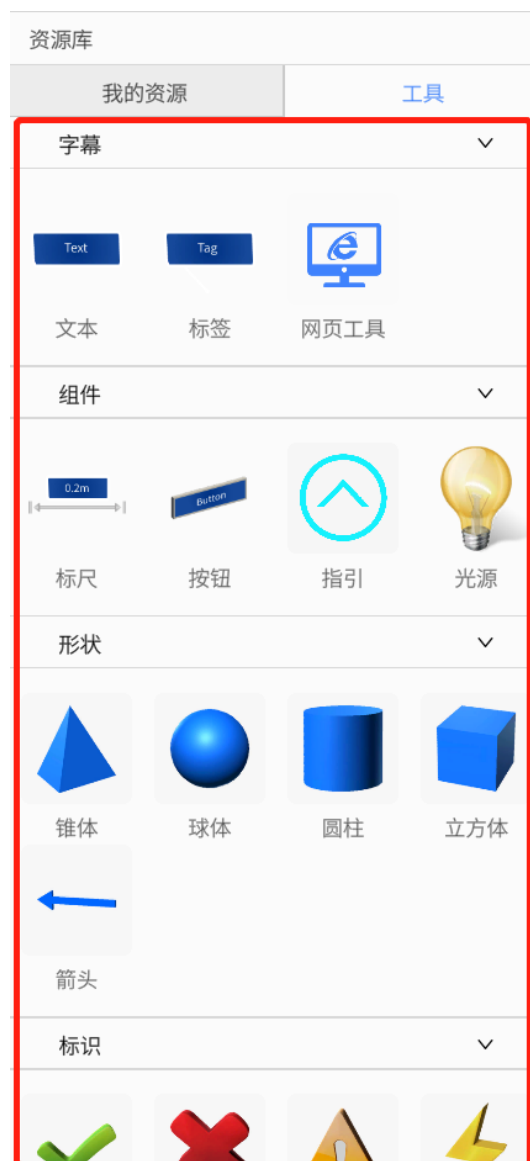 资源库
我的资源 工具
字幕
Text Tag
文本 标签 网页工具
组件
0.2m Button
标尺 按钮 指引 光源
形状
锥体 球体 圆柱 立方体
箭头
标识